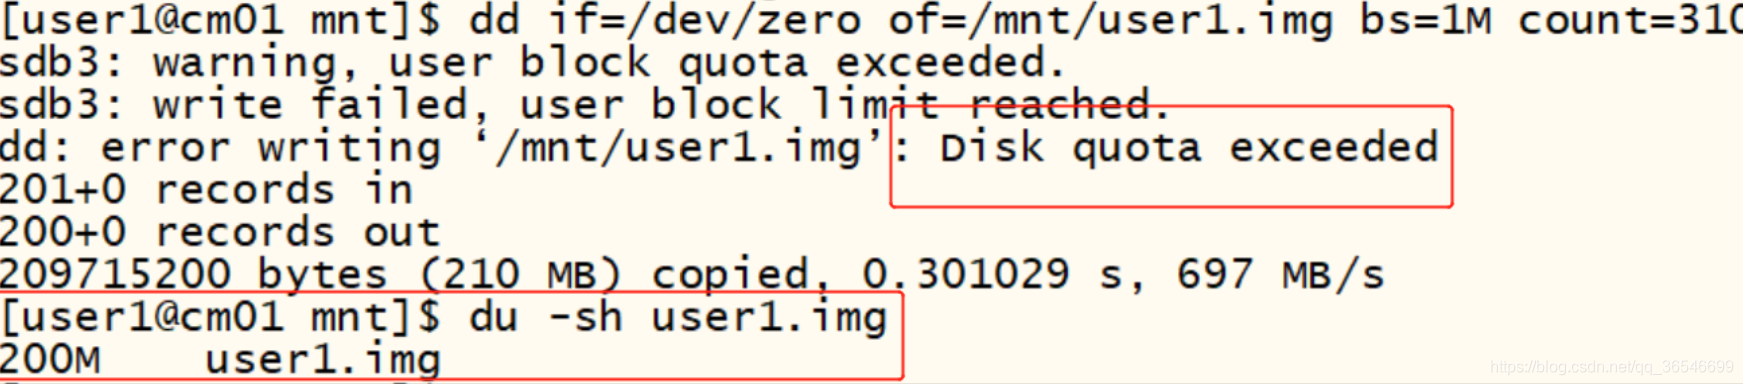 [user1@cm01 mnt]$ dd if=/dev/zero of=/mnt/user1.img bs=1M count=310
sdb3: warning, user block quota exceeded.
sdb3: write failed, user block limit reached.
dd: error writing ‘/mnt/user1.img’: Disk quota exceeded
201+0 records in
200+0 records out
209715200 bytes (210 MB) copied, 0.301029 s, 697 MB/s
[user1@cm01 mnt]$ du -sh user1.img
200M    user1.img
https://blog.csdn.net/qq_36546699